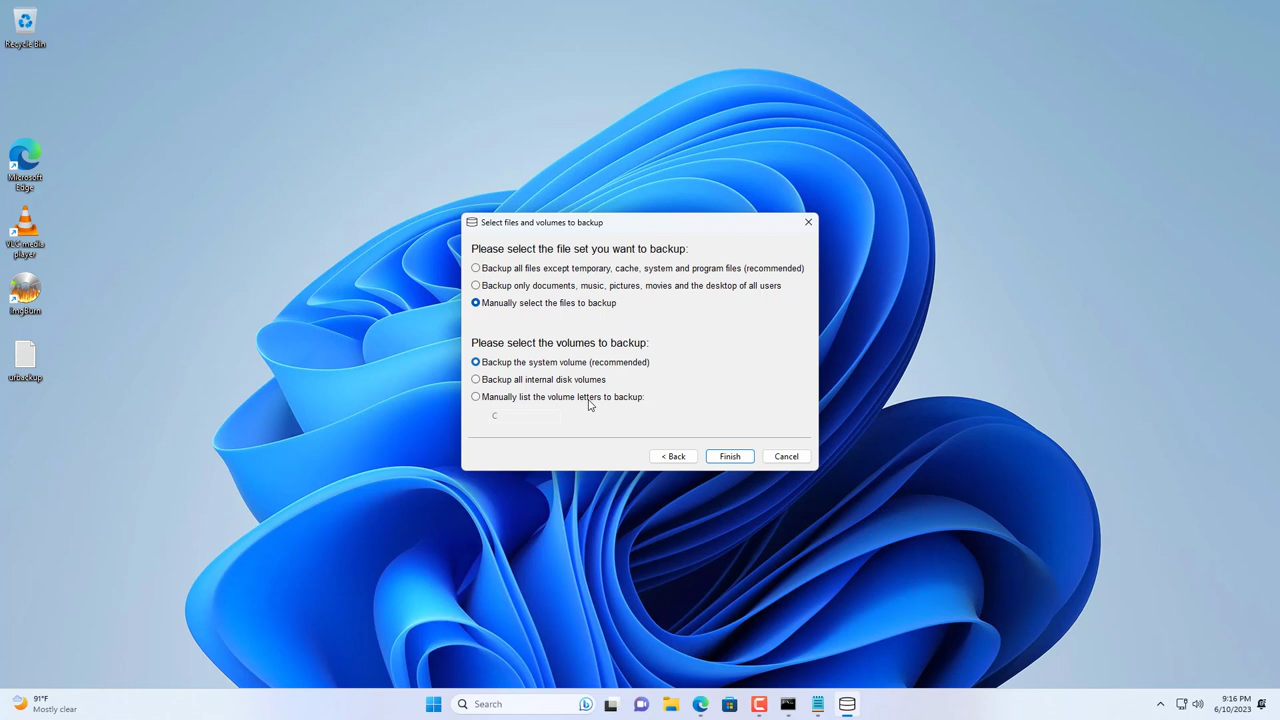 Recycle Bin
Microsoft
Edge
VLC media
player
ImgBurn
urbackup
Select files and volumes to backup
Please select the file set you want to backup:
Backup all files except temporary, cache, system and program files (recommended)
Backup only documents, music, pictures, movies and the desktop of all users
Manually select the files to backup
Please select the volumes to backup:
Backup the system volume (recommended)
Backup all internal disk volumes
Manually list the volume letters to backup:
C
< Back
Finish
Cancel
91°F
Mostly clear
Search
9:16 PM
6/10/2023